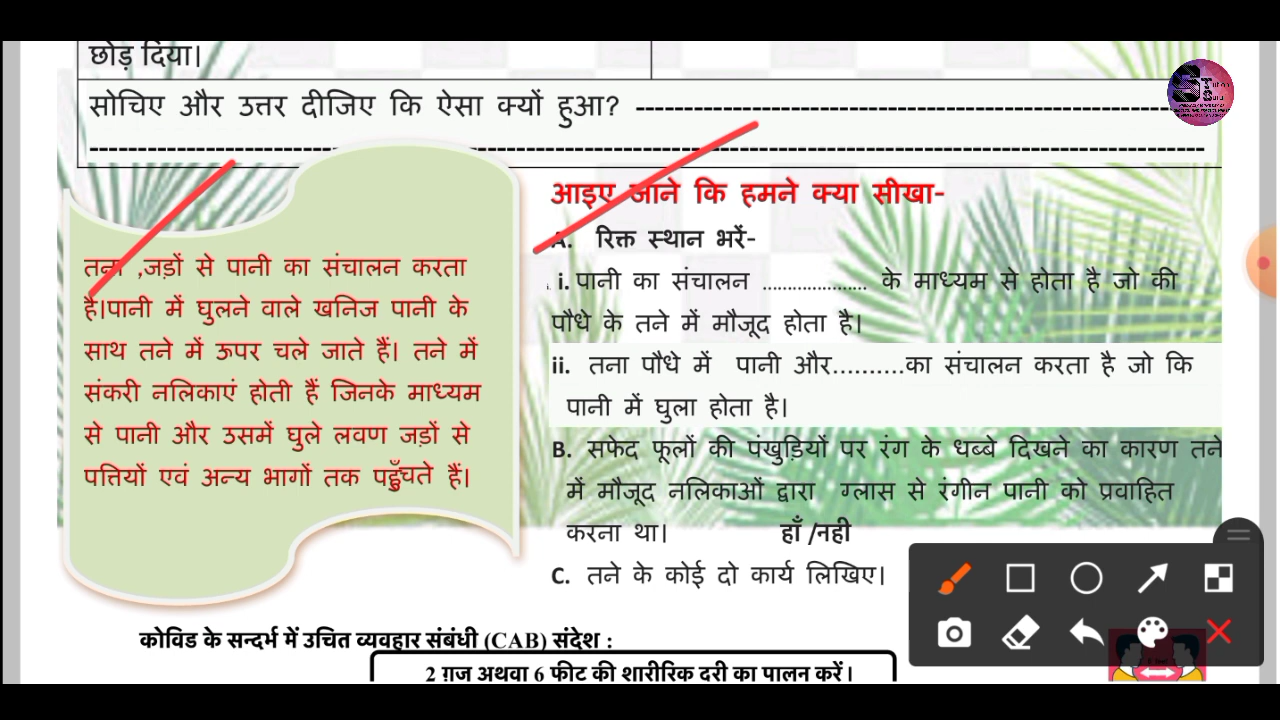 छोड़ दिया।
सोचिए और उत्तर दीजिए कि ऐसा क्यों हुआ? ------------------------------------------------
------------------------------------------------------------------------------------------------
तना ,जड़ों से पानी का संचालन करता
है।पानी में घुलने वाले खनिज पानी के
साथ तने में ऊपर चले जाते हैं। तने में
संकरी नलिकाएं होती हैं जिनके माध्यम
से पानी और उसमें घुले लवण जड़ों से
पत्तियों एवं अन्य भागों तक पहुँचते हैं।
आइए जाने कि हमने क्या सीखा-
A. रिक्त स्थान भरें-
i. पानी का संचालन ..................... के माध्यम से होता है जो की
पौधे के तने में मौजूद होता है।
ii. तना पौधे में पानी और..........का संचालन करता है जो कि
पानी में घुला होता है।
B. सफेद फूलों की पंखुड़ियों पर रंग के धब्बे दिखने का कारण तने
में मौजूद नलिकाओं द्वारा ग्लास से रंगीन पानी को प्रवाहित
करना था। हाँ /नही
C. तने के कोई दो कार्य लिखिए।
कोविड के सन्दर्भ में उचित व्यवहार संबंधी (CAB) संदेश :
2 ग़ज अथवा 6 फीट की शारीरिक दूरी का पालन करें।